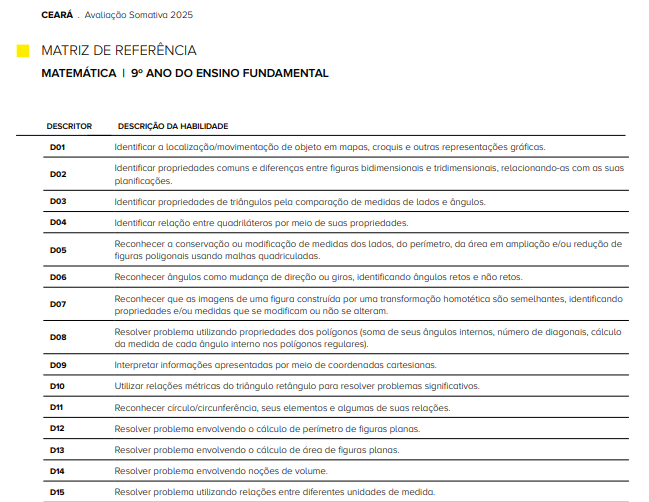 CEARÁ . Avaliação Somativa 2025
MATRIZ DE REFERÊNCIA
MATEMÁTICA | 9º ANO DO ENSINO FUNDAMENTAL
DESCRITOR DESCRIÇÃO DA HABILIDADE
D01 Identificar a localização/movimentação de objeto em mapas, croquis e outras representações gráficas.
D02 Identificar propriedades comuns e diferenças entre figuras bidimensionais e tridimensionais, relacionando-as com as suas
planificações.
D03 Identificar propriedades de triângulos pela comparação de medidas de lados e ângulos.
D04 Identificar relação entre quadriláteros por meio de suas propriedades.
D05 Reconhecer a conservação ou modificação de medidas dos lados, do perímetro, da área em ampliação e/ou redução de
figuras poligonais usando malhas quadriculadas.
D06 Reconhecer ângulos como mudança de direção ou giros, identificando ângulos retos e não retos.
D07 Reconhecer que as imagens de uma figura construída por uma transformação homotética são semelhantes, identificando
propriedades e/ou medidas que se modificam ou não se alteram.
D08 Resolver problema utilizando propriedades dos polígonos (soma de seus ângulos internos, número de diagonais, cálculo
da medida de cada ângulo interno nos polígonos regulares).
D09 Interpretar informações apresentadas por meio de coordenadas cartesianas.
D10 Utilizar relações métricas do triângulo retângulo para resolver problemas significativos.
D11 Reconhecer círculo/circunferência, seus elementos e algumas de suas relações.
D12 Resolver problema envolvendo o cálculo de perímetro de figuras planas.
D13 Resolver problema envolvendo o cálculo de área de figuras planas.
D14 Resolver problema envolvendo noções de volume.
D15 Resolver problema utilizando relações entre diferentes unidades de medida.